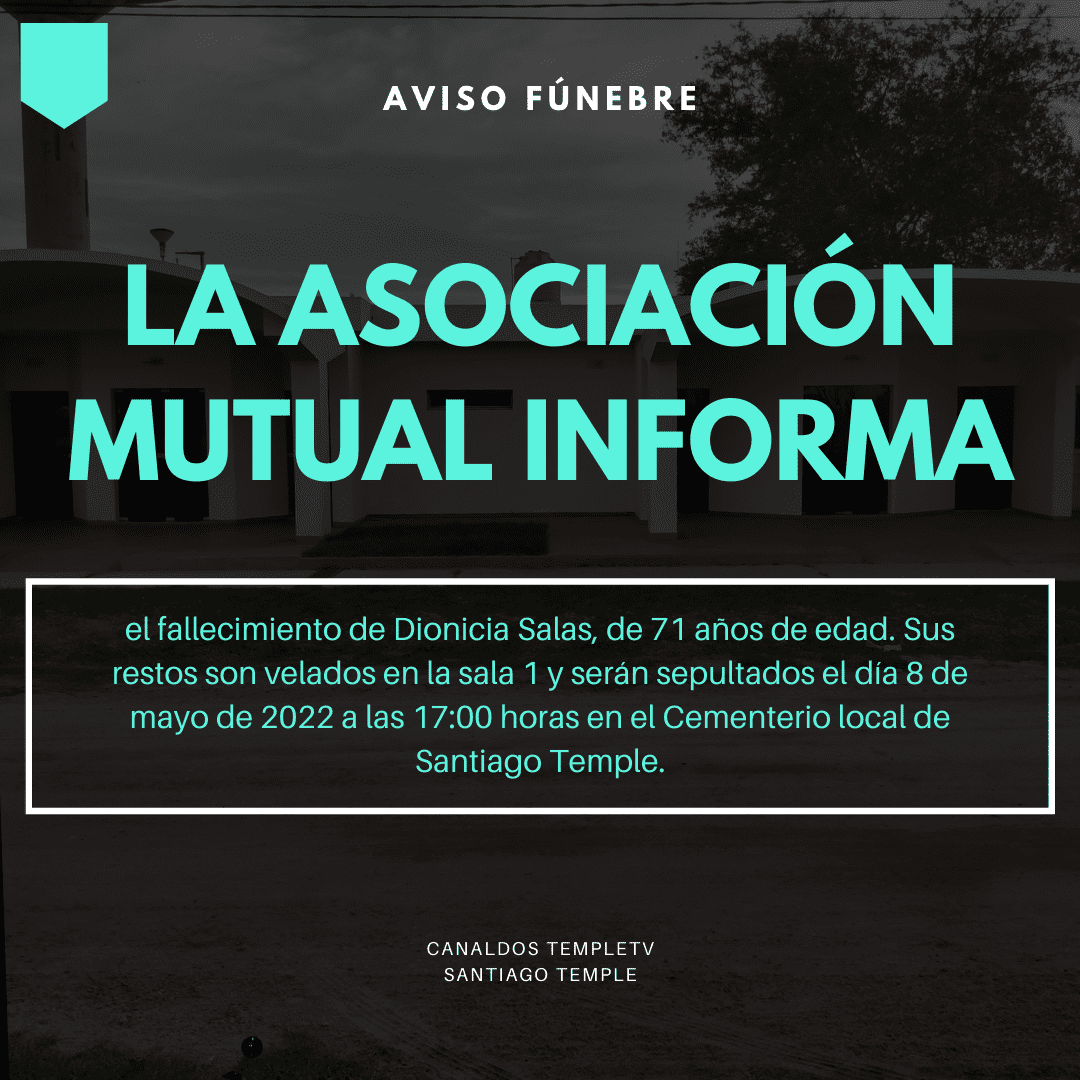 AVISO FÚNEBRE
LA ASOCIACIÓN
MUTUAL INFORMA
el fallecimiento de Dionicia Salas, de 71 años de edad. Sus
restos son velados en la sala 1 y serán sepultados el día 8 de
mayo de 2022 a las 17:00 horas en el Cementerio local de
Santiago Temple.
CANALDOS TEMPLETV
SANTIAGO TEMPLE